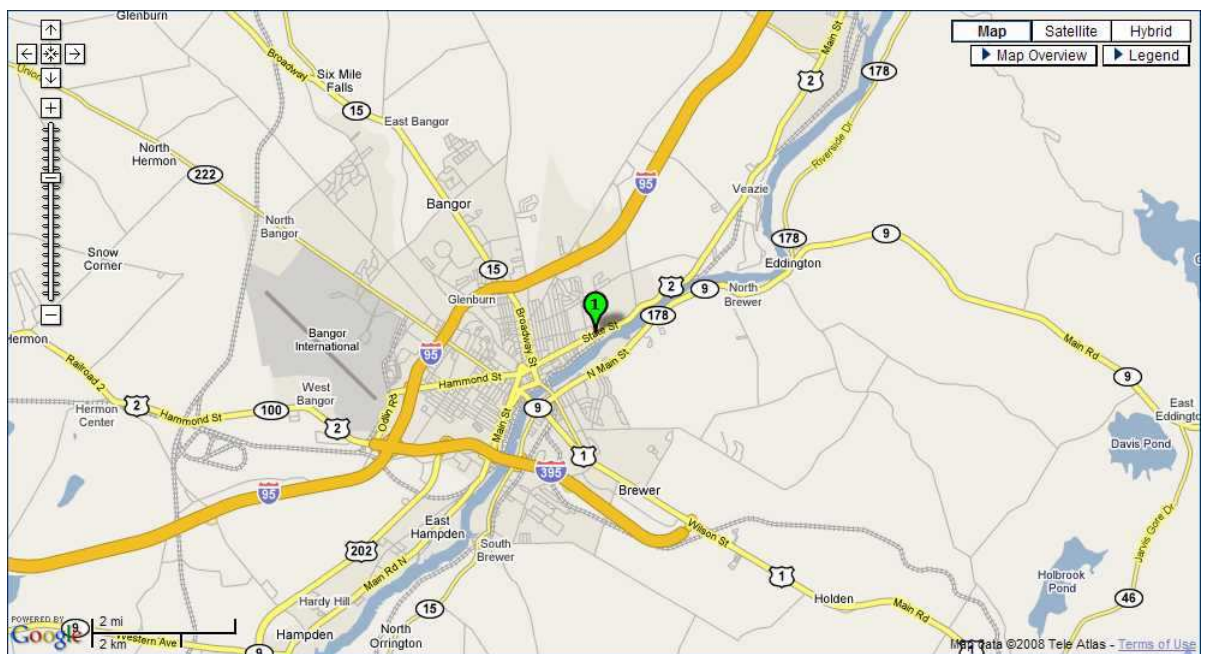 Glenburn
Map Satellite Hybrid
Map Overview Legend
Broadway
Main St
Union
Six Mile
Falls
2
178
15
East Bangor
Riverside Dr
North
Hermon
222
95
Veazie
Bangor
North
Bangor
178
9
Snow
Corner
Eddington
15
Glenburn
2
9
North
Brewer
1
178
State St
Broadway St
Bangor
International
Hermon
95
N Main St
Main Rd
Railroad 2
Hammond St
West
Bangor
9
2
Hermon
Center
Hammond St
100
2
Odlin Rd
Main St
9
East
Eddington
Davis Pond
1
395
95
Brewer
East
Hampden
Wilson St
Jarvis Gore Dr
202
South
Brewer
Main Rd N
1
Holbrook
Pond
Hardy Hill
15
Holden
Main Rd
46
POWERED BY
Google
9
2 mi
2 km
Western Ave
Hampden
9
North
Orrington
1
Map data ©2008 Tele Atlas - Terms of Use